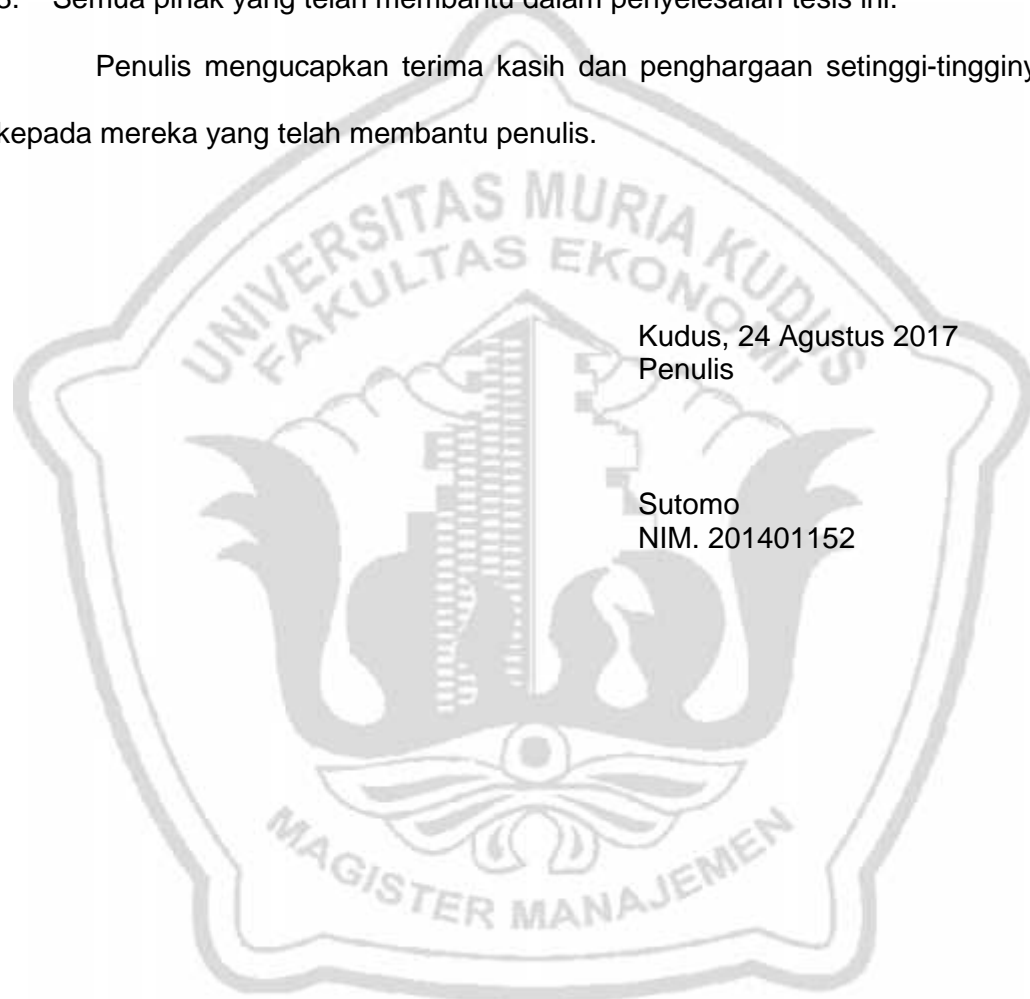 Semua pihak yang telah membantu dalam penyelesaian tesis ini.
Penulis mengucapkan terima kasih dan penghargaan setinggi-tingginy
kepada mereka yang telah membantu penulis.
UNIVERSITAS MURIA KUDUS
FAKULTAS EKONOMI
Kudus, 24 Agustus 2017
Penulis
Sutomo
NIM. 201401152
MAGISTER MANAJEMEN